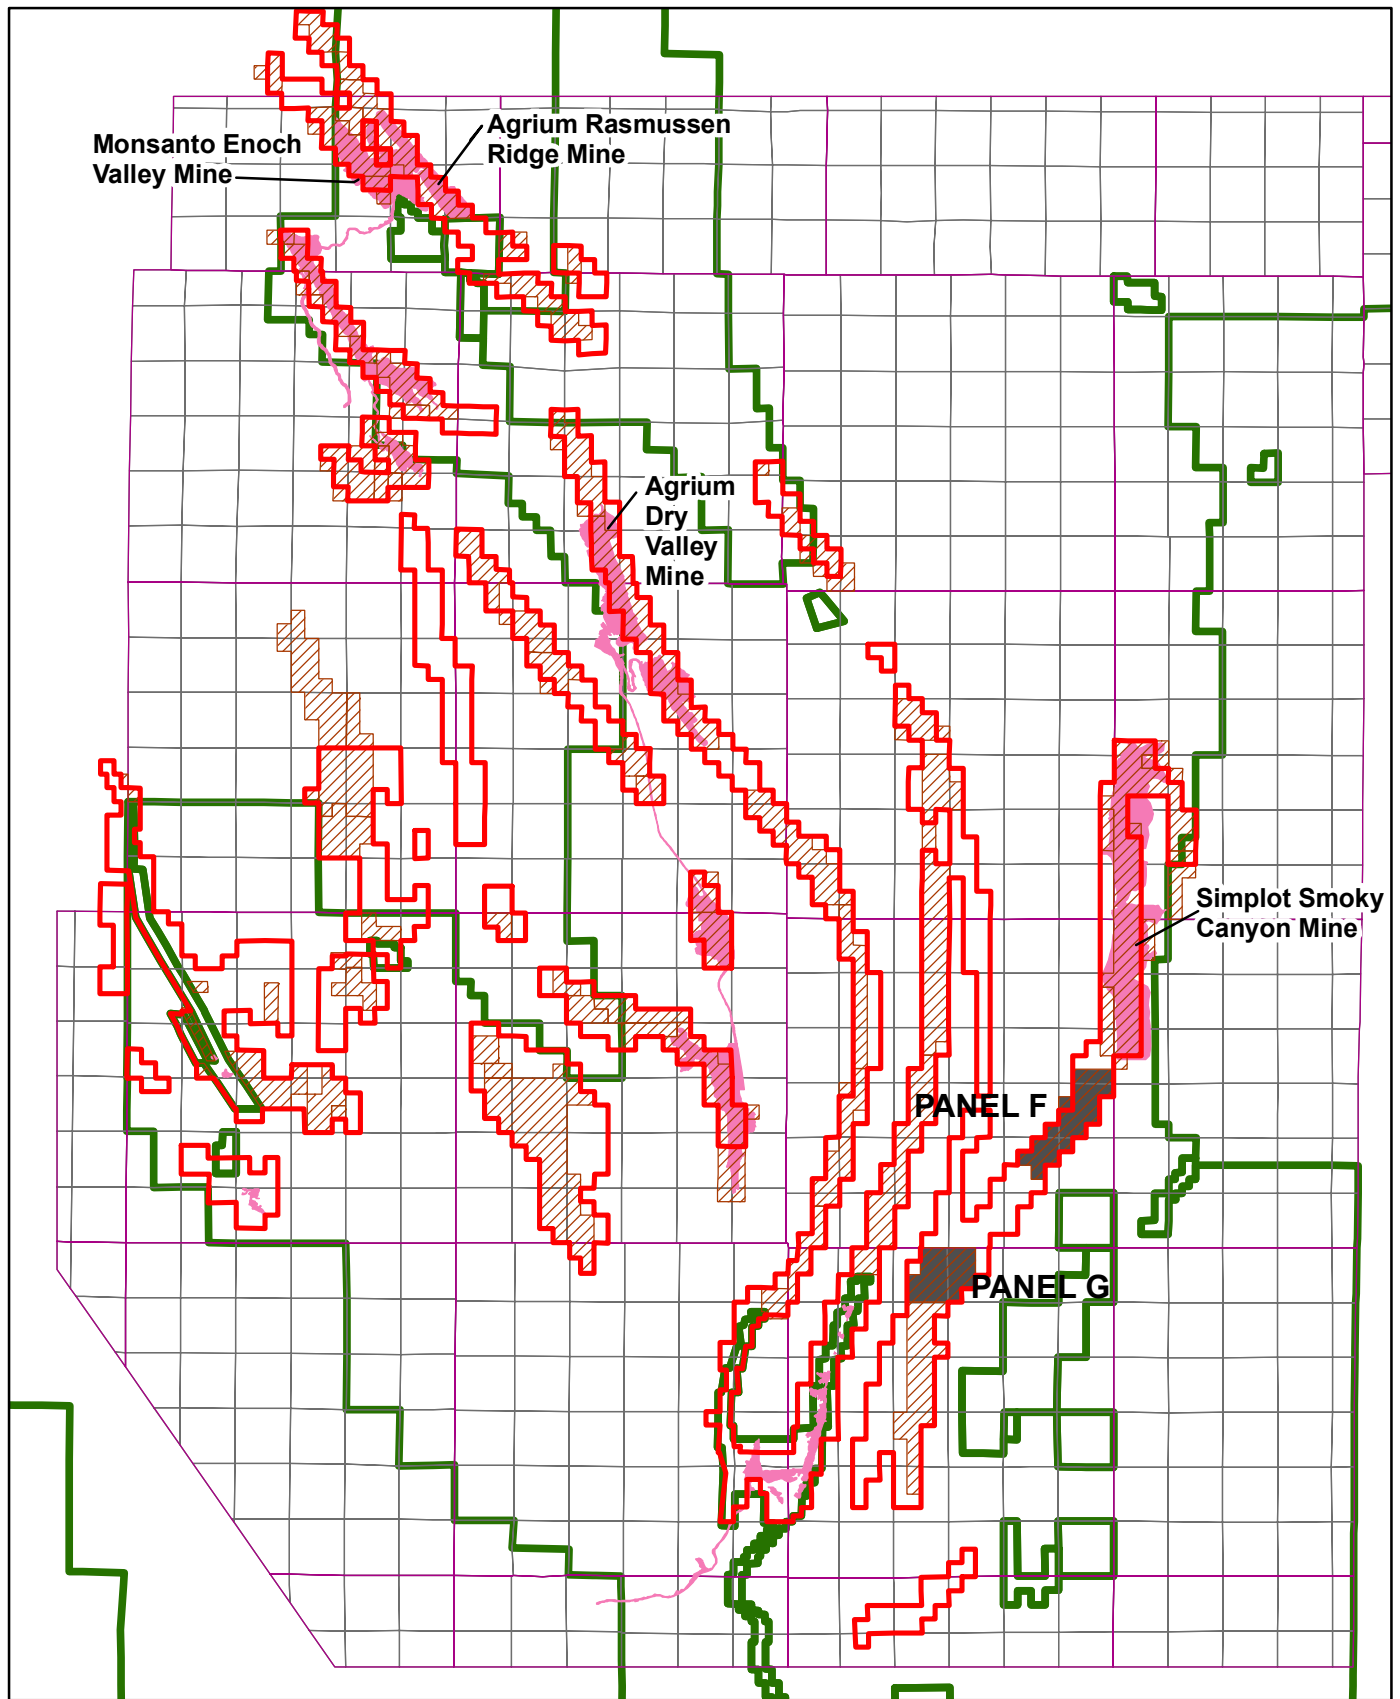 Monsanto Enoch
Valley Mine
Agrium Rasmussen
Ridge Mine
Agrium
Dry
Valley
Mine
Simplot Smoky
Canyon Mine
PANEL F
PANEL G